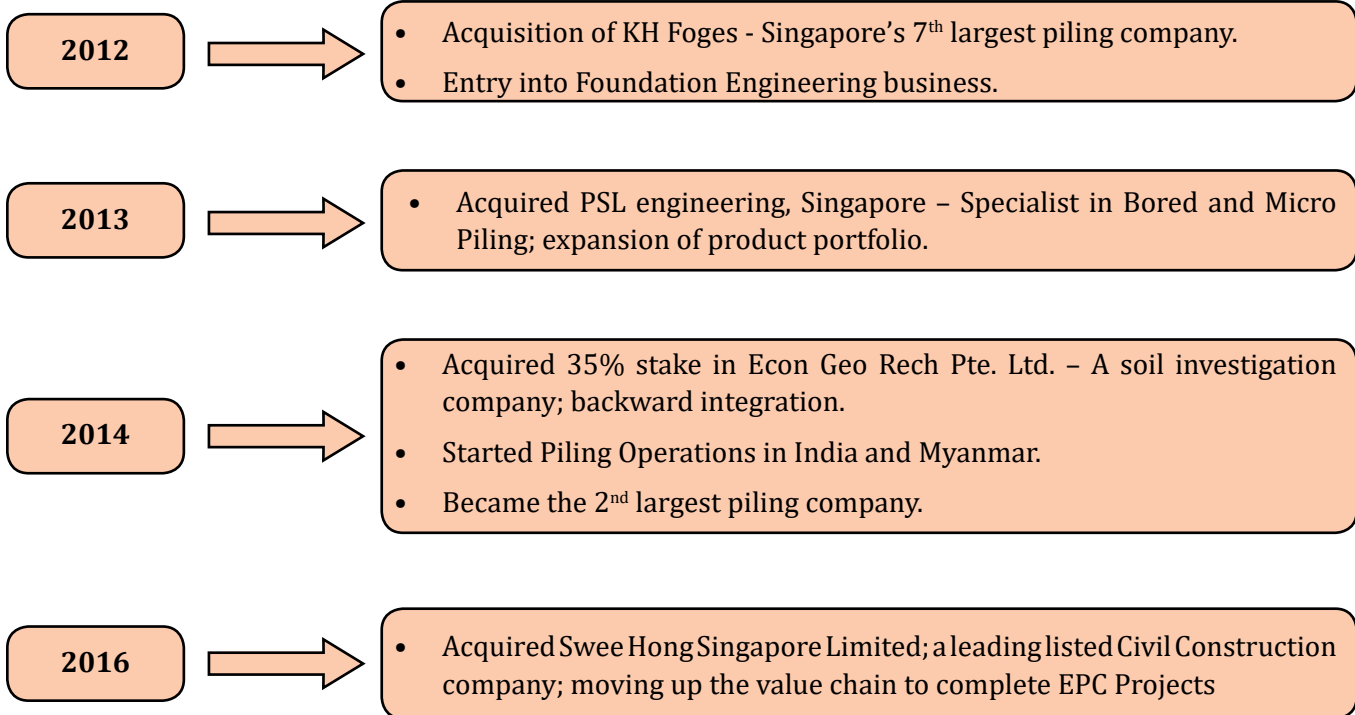 2012
• Acquisition of KH Foges - Singapore’s 7th largest piling company.
• Entry into Foundation Engineering business.
2013
• Acquired PSL engineering, Singapore – Specialist in Bored and Micro
Piling; expansion of product portfolio.
2014
• Acquired 35% stake in Econ Geo Rech Pte. Ltd. – A soil investigation
company; backward integration.
• Started Piling Operations in India and Myanmar.
• Became the 2nd largest piling company.
2016
• Acquired Swee Hong Singapore Limited; a leading listed Civil Construction
company; moving up the value chain to complete EPC Projects